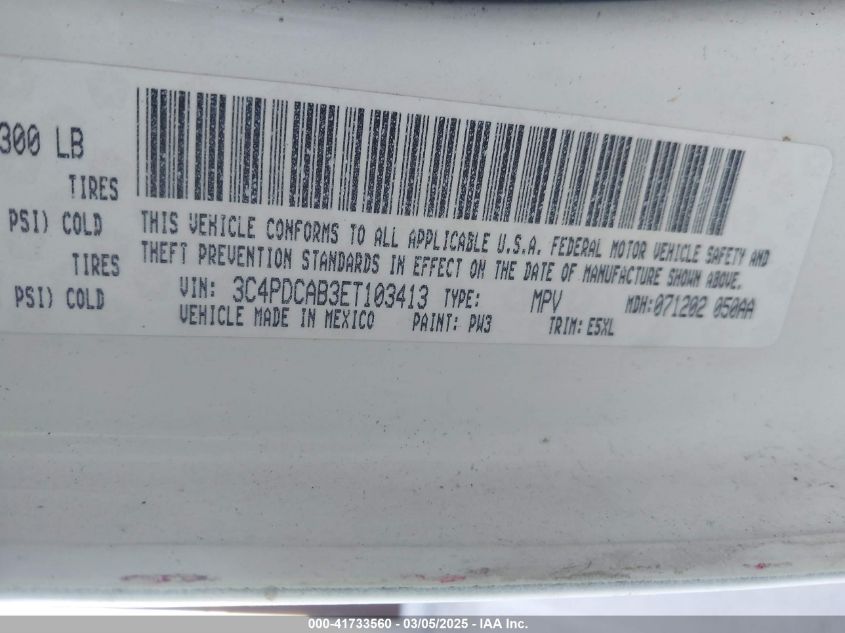 300 LB
TIRES
PSI) COLD
TIRES
PSI) COLD
THIS VEHICLE CONFORMS TO ALL APPLICABLE U.S.A. FEDERAL MOTOR VEHICLE SAFETY AND
THEFT PREVENTION STANDARDS IN EFFECT ON THE DATE OF MANUFACTURE SHOWN ABOVE.
VIN: 3C4PDCAB3ET103413 TYPE: MPV MDH:071202 050AA
VEHICLE MADE IN MEXICO PAINT: PW3 TRIM: E5XL
000-41733560 - 03/05/2025 - IAA Inc.